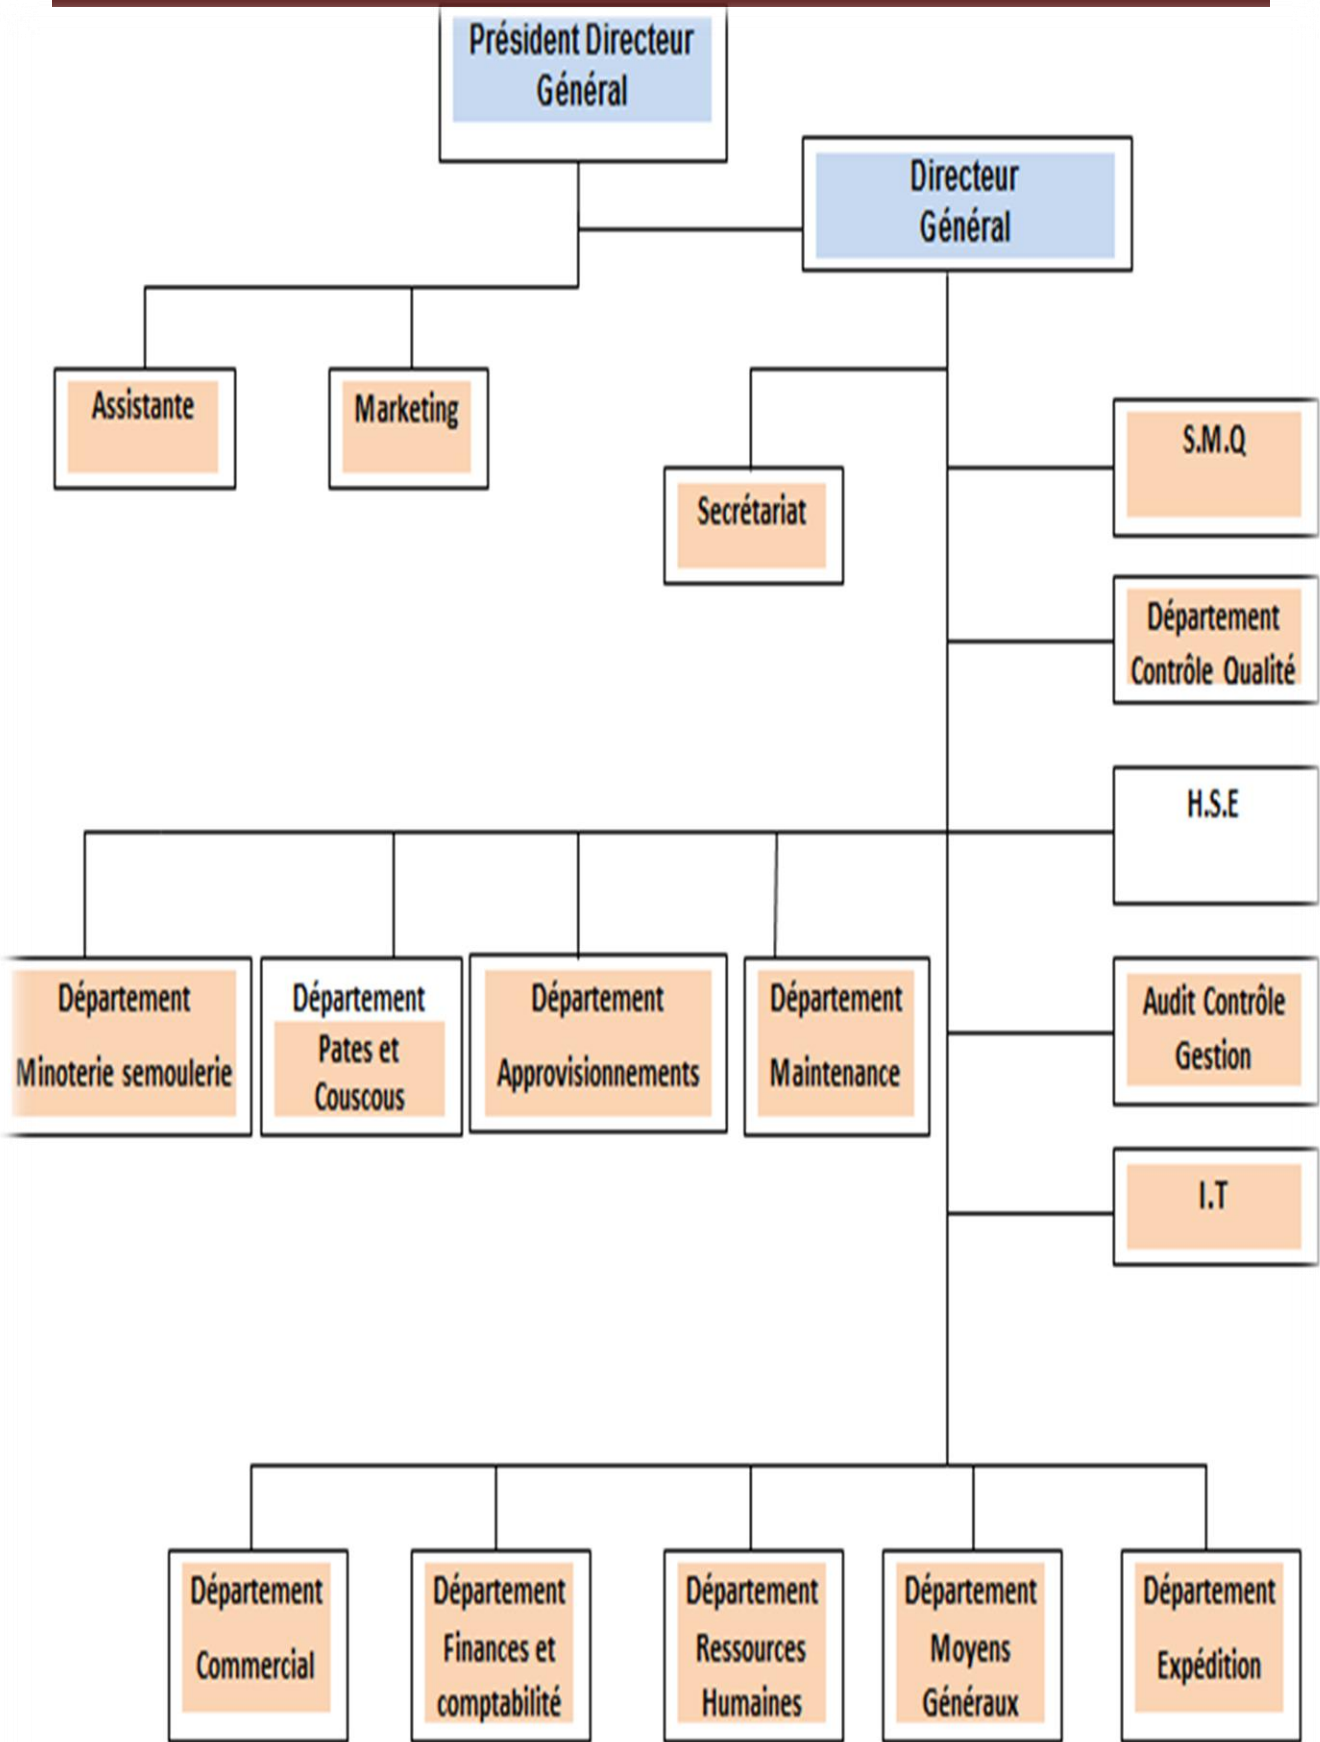 Président Directeur
Général
Directeur
Général
Assistante
Marketing
Secrétariat
S.M.Q
Département
Contrôle Qualité
H.S.E
Département
Minoterie semoulerie
Département
Pates et
Couscous
Département
Approvisionnements
Département
Maintenance
Audit Contrôle
Gestion
I.T
Département
Commercial
Département
Finances et
comptabilité
Département
Ressources
Humaines
Département
Moyens
Généraux
Département
Expédition